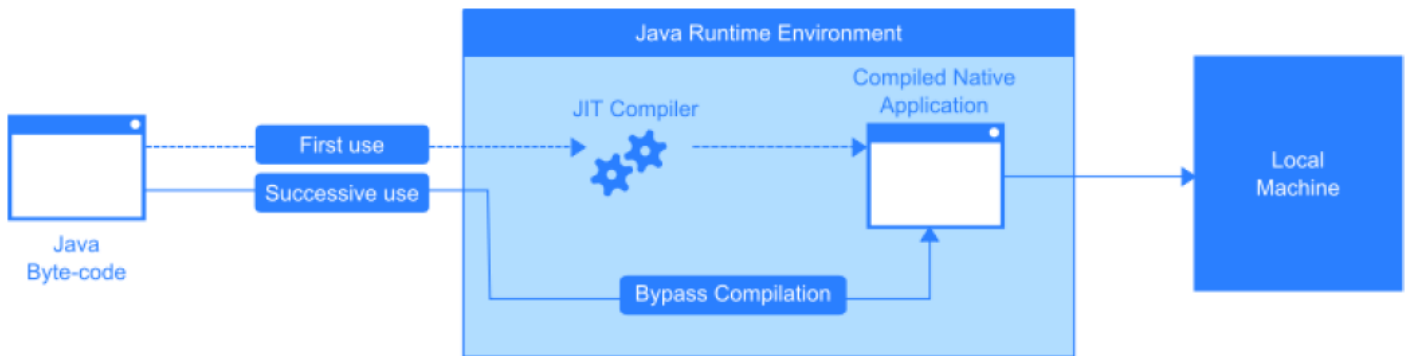 Java Runtime Environment
Compiled Native
Application
JIT Compiler
First use
Successive use
Java
Byte-code
Bypass Compilation
Local
Machine